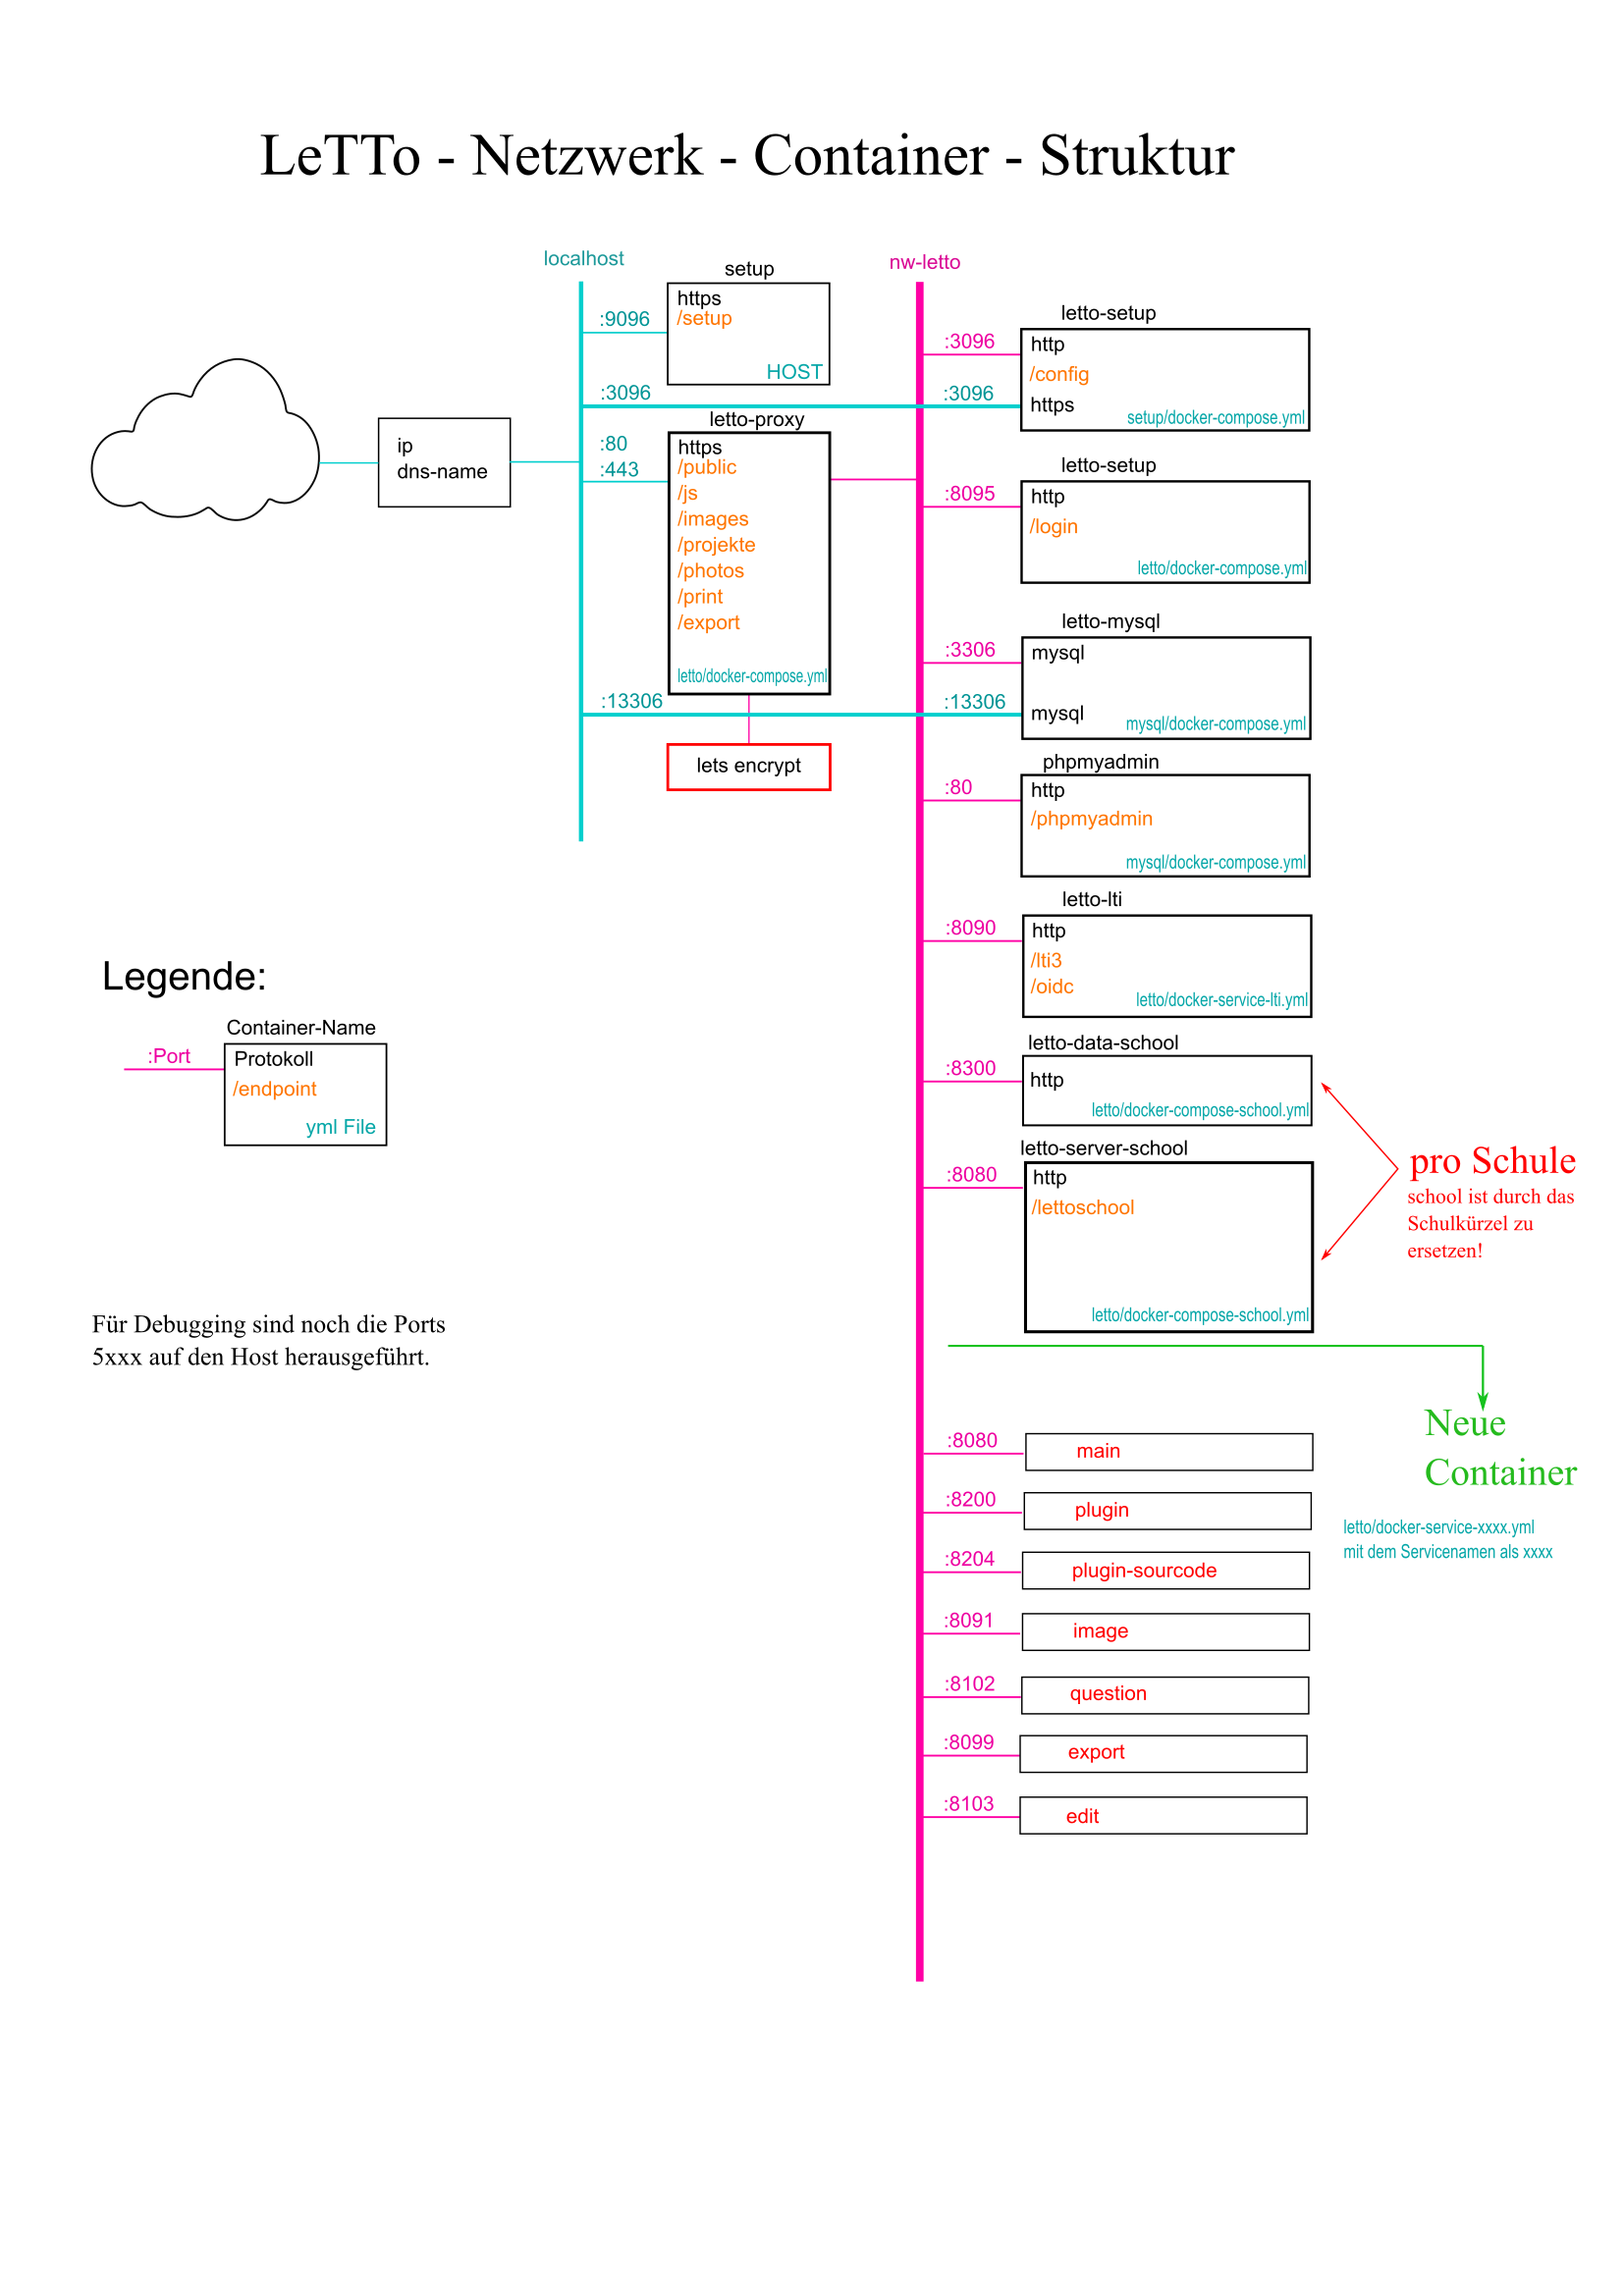 LeTTo - Netzwerk - Container - Struktur
localhost
nw-letto
setup
:9096
https
/setup
HOST
letto-setup
:3096
http
/config
:3096
:3096
https
setup/docker-compose.yml
ip
dns-name
letto-proxy
:80
:443
https
/public
/js
/images
/projekte
/photos
/print
/export
letto/docker-compose.yml
letto-setup
:8095
http
/login
letto/docker-compose.yml
letto-mysql
:3306
mysql
:13306
:13306
mysql
mysql/docker-compose.yml
lets encrypt
phpmyadmin
:80
http
/phpmyadmin
mysql/docker-compose.yml
letto-lti
:8090
http
/lti3
/oidc
letto/docker-service-lti.yml
Legende:
Container-Name
:Port
Protokoll
/endpoint
yml File
letto-data-school
:8300
http
letto/docker-compose-school.yml
letto-server-school
:8080
http
/lettoschool
letto/docker-compose-school.yml
pro Schule
school ist durch das
Schulkürzel zu
ersetzen!
Für Debugging sind noch die Ports
5xxx auf den Host herausgeführt.
Neue
Container
letto/docker-service-xxxx.yml
mit dem Servicenamen als xxxx
:8080
main
:8200
plugin
:8204
plugin-sourcode
:8091
image
:8102
question
:8099
export
:8103
edit